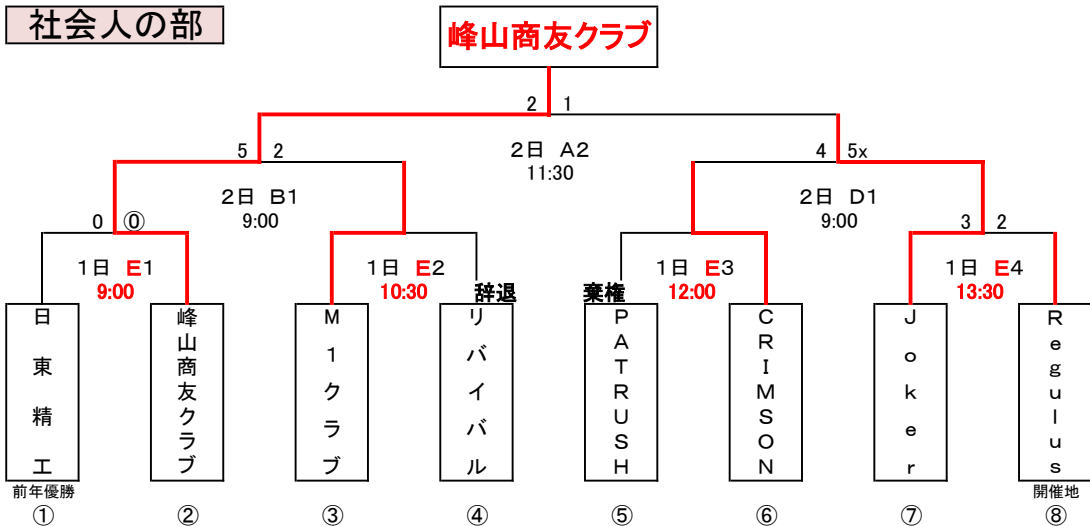 社会人の部
峰山商友クラブ
2 1
2日 A2
11:30
5 2
4 5x
2日 B1
9:00
2日 D1
9:00
0 ⓪
3 2
1日 E1
9:00
1日 E2
10:30
1日 E3
12:00
1日 E4
13:30
辞退
棄権
日東精工
峰山商友クラブ
M1クラブ
リバイバル
PATRUSH
CRIMSON
Joker
Regulus
前年優勝
開催地
① ② ③ ④ ⑤ ⑥ ⑦ ⑧